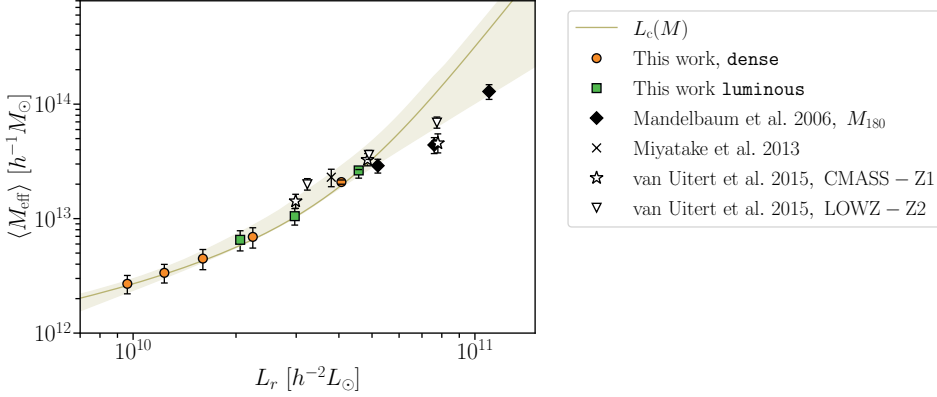 10^14
10^13
10^12
⟨M_eff⟩ [h^−1 M_⊙]
10^10
10^11
L_r [h^−2 L_⊙]
L_c(M)
This work, dense
This work luminous
Mandelbaum et al. 2006, M_180
Miyatake et al. 2013
van Uitert et al. 2015, CMASS − Z1
van Uitert et al. 2015, LOWZ − Z2